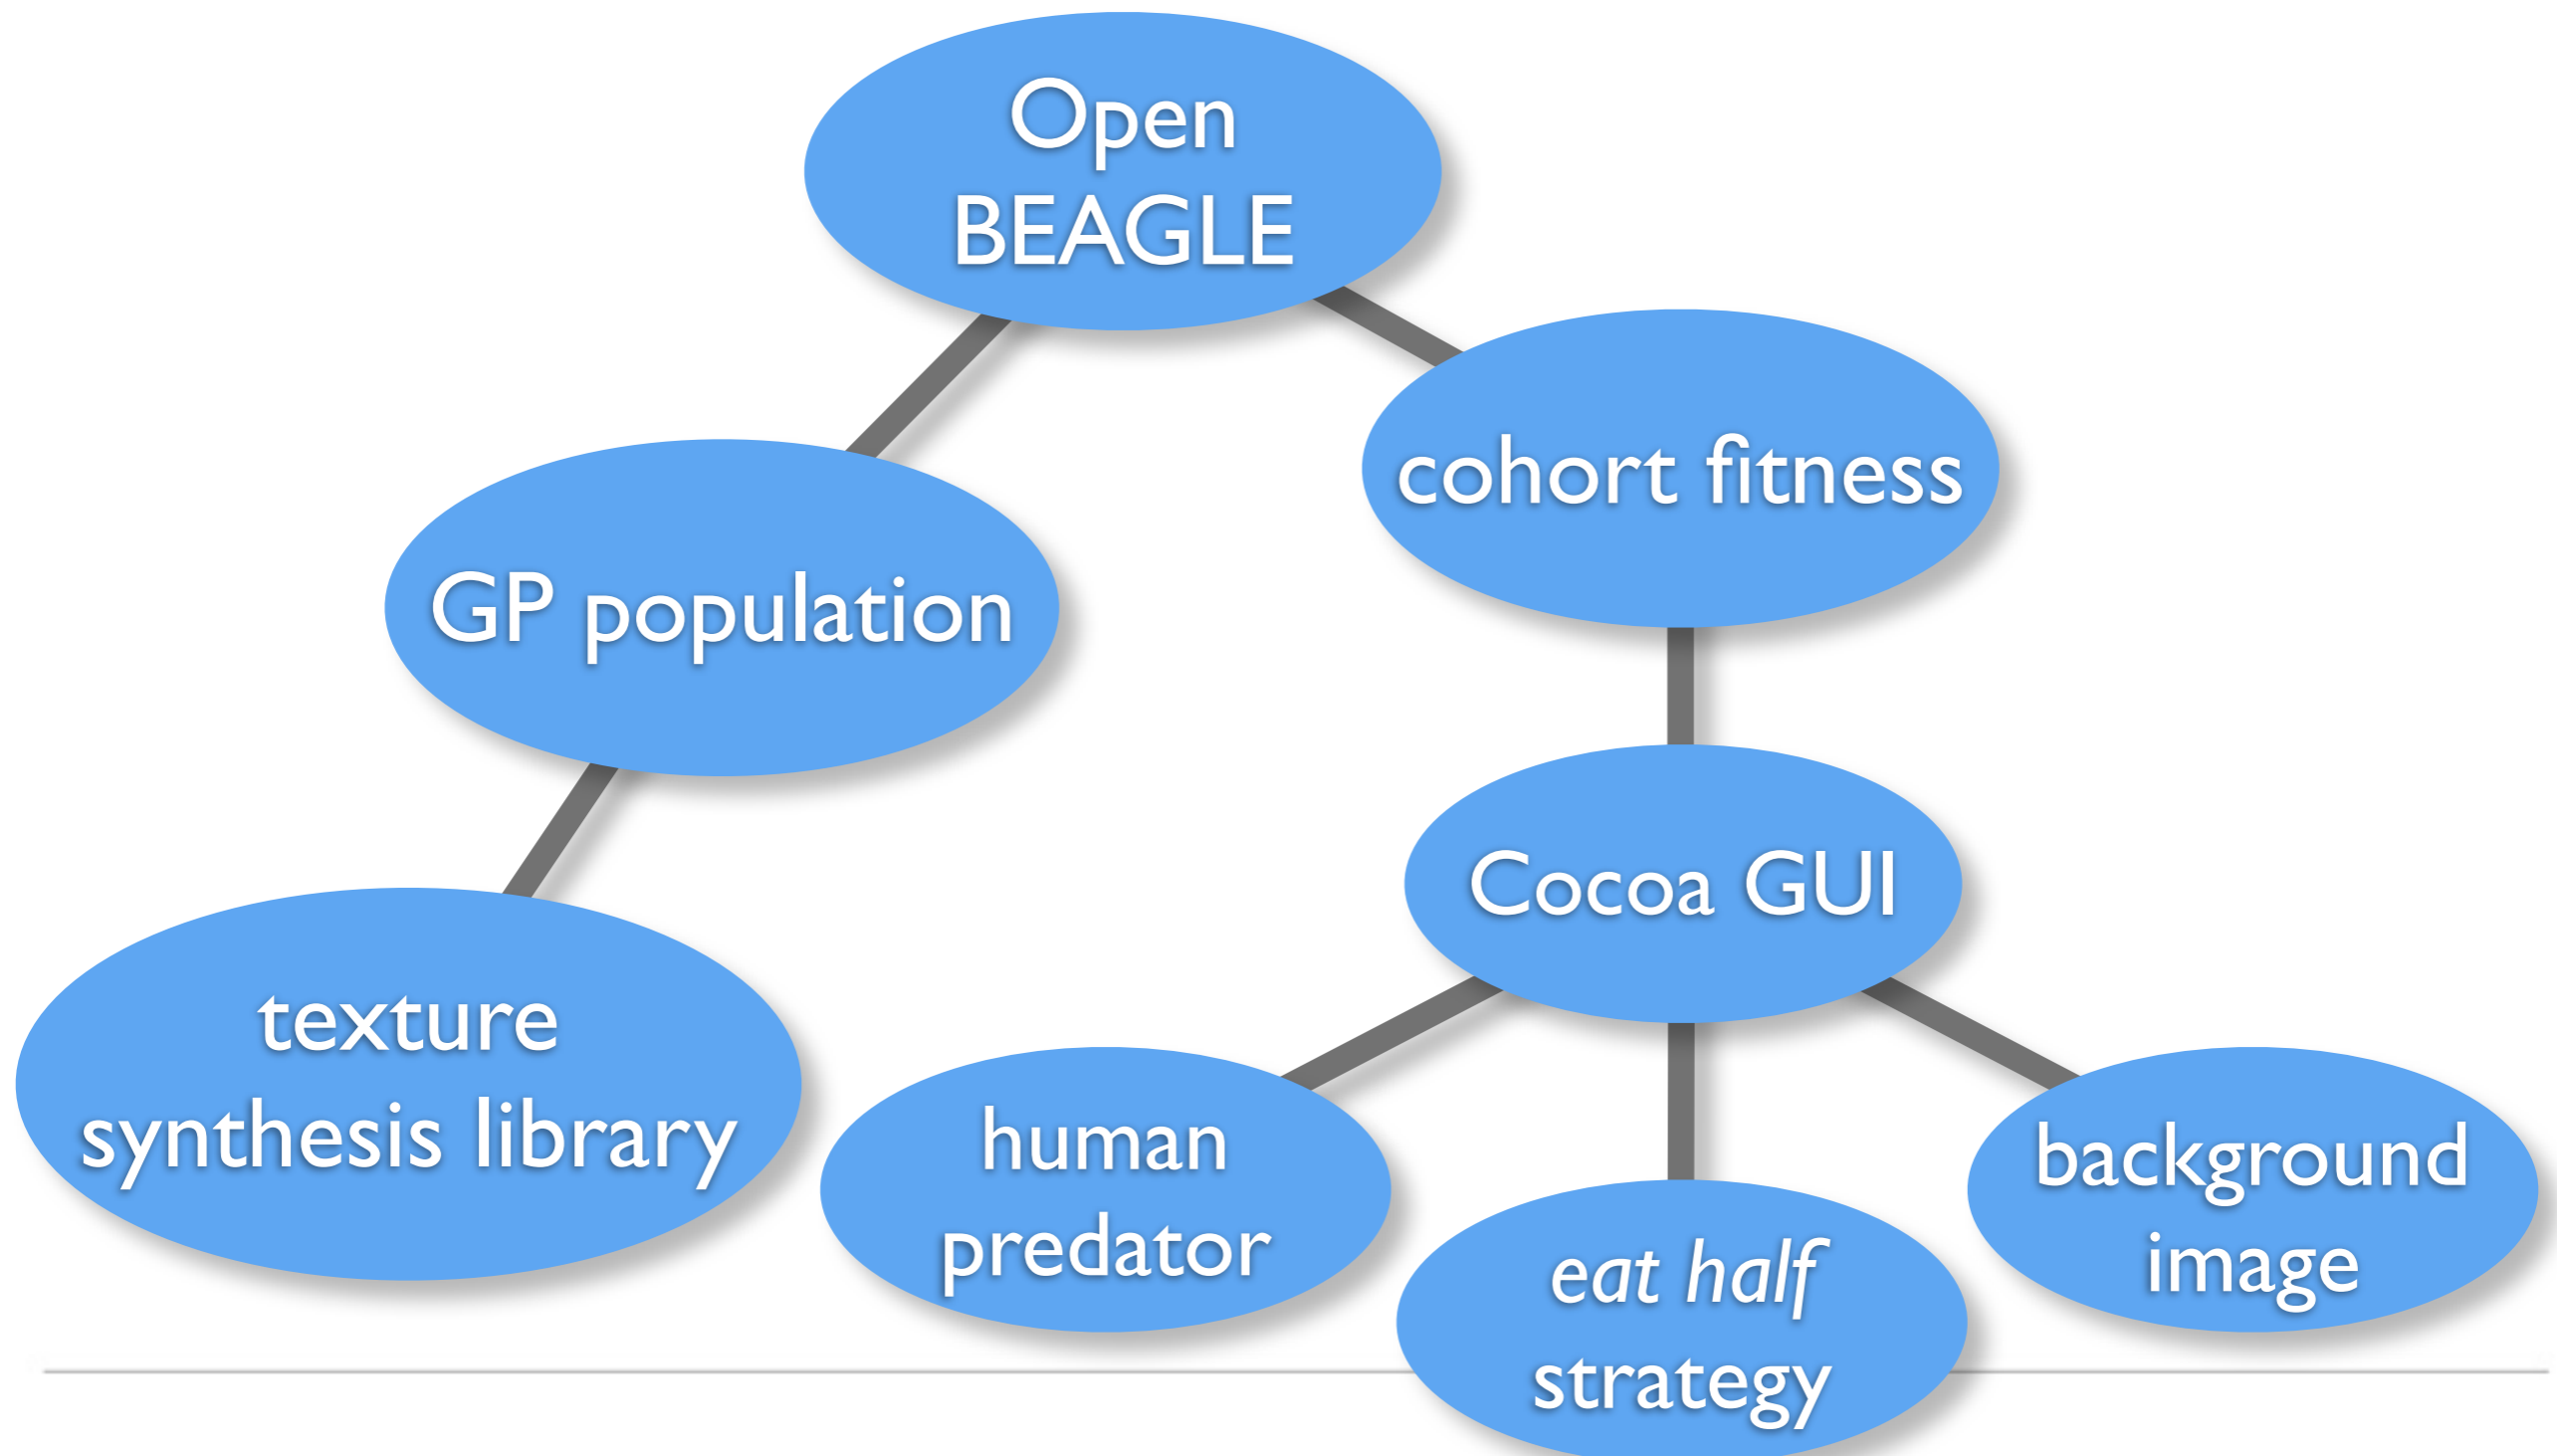 Open
BEAGLE
cohort fitness
GP population
Cocoa GUI
texture
synthesis library
human
predator
eat half
strategy
background
image